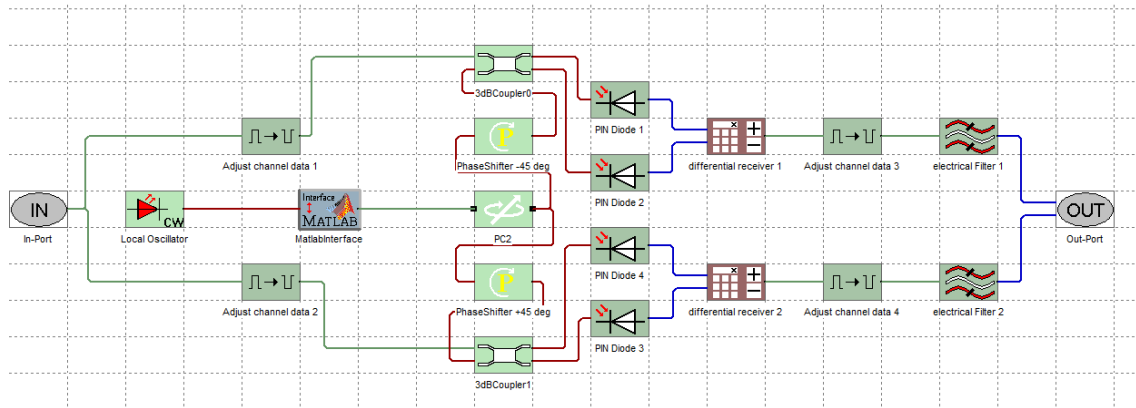 3dBCoupler0
PIN Diode 1
P
×
+
−
Adjust channel data 1
PhaseShifter -45 deg
differential receiver 1
Adjust channel data 3
electrical Filter 1
PIN Diode 2
IN
CW
Interface
MATLAB
OUT
In-Port
Local Oscillator
MatlabInterface
PC2
Out-Port
PIN Diode 4
P
×
+
−
Adjust channel data 2
PhaseShifter +45 deg
differential receiver 2
Adjust channel data 4
electrical Filter 2
PIN Diode 3
3dBCoupler1